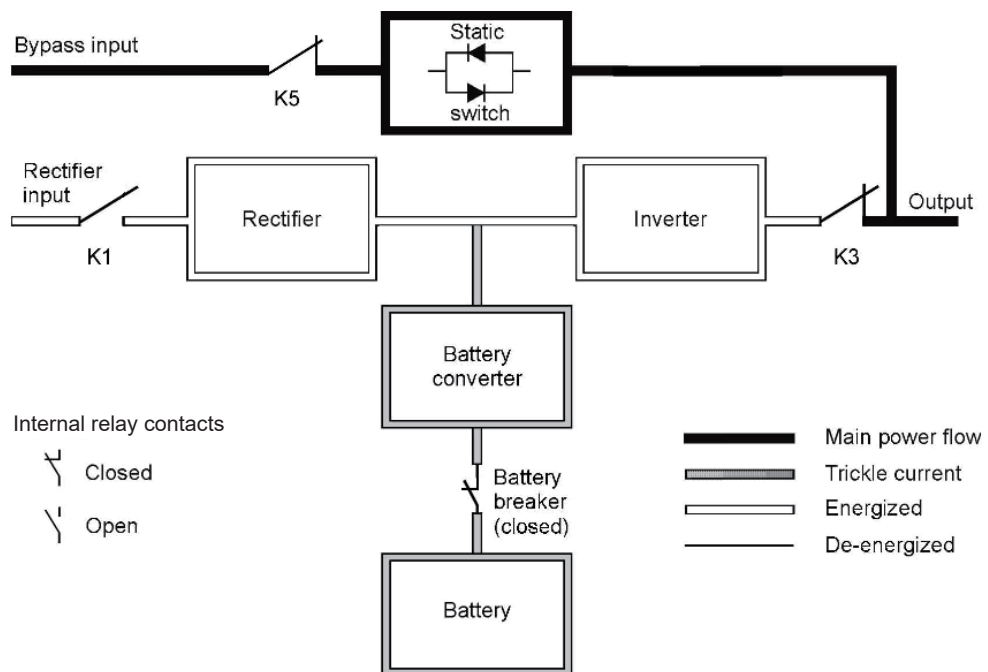 Bypass input
K5
Static
switch
Rectifier
input
K1
Rectifier
Inverter
K3
Output
Battery
converter
Internal relay contacts
Closed
Open
Battery
breaker
(closed)
Battery
Main power flow
Trickle current
Energized
De-energized